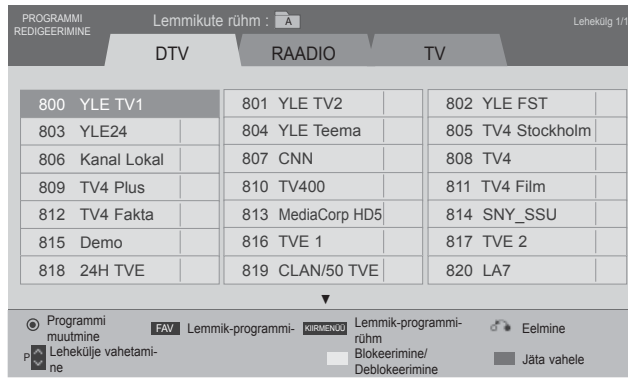 PROGRAMMI
REDIGEERIMINE
Lemmikute rühm : A
Lehekülg 1/1
DTV RAADIO TV
800 YLE TV1 801 YLE TV2 802 YLE FST
803 YLE24 804 YLE Teema 805 TV4 Stockholm
806 Kanal Lokal 807 CNN 808 TV4
809 TV4 Plus 810 TV400 811 TV4 Film
812 TV4 Fakta 813 MediaCorp HD5 814 SNY_SSU
815 Demo 816 TVE 1 817 TVE 2
818 24H TVE 819 CLAN/50 TVE 820 LA7
Programmi
muutmine
FAV Lemmik-programmi-
KIIRMENÜÜ Lemmik-programmi-
rühm
Eelmine
P Lehekülje vahetami-
ne
Blokeerimine/
Deblokeerimine
Jäta vahele